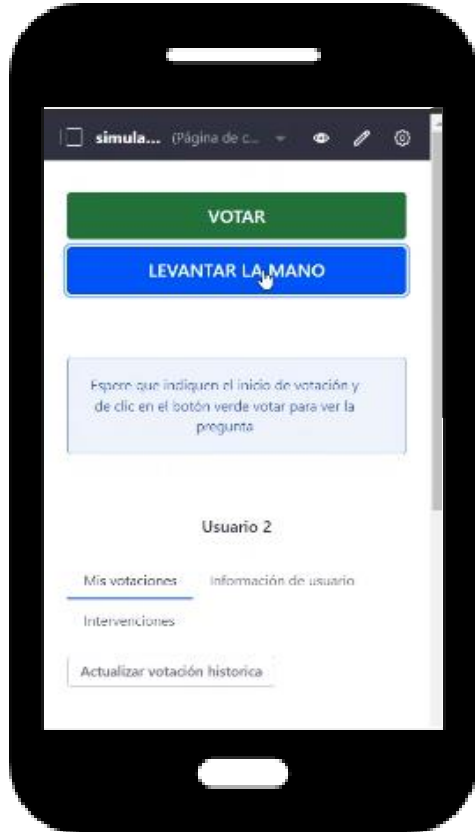 simula... (Página de c...
VOTAR
LEVANTAR LA MANO
Espere que indiquen el inicio de votación y
de clic en el botón verde votar para ver la
pregunta
Usuario 2
Mis votaciones Información de usuario
Intervenciones
Actualizar votación historica